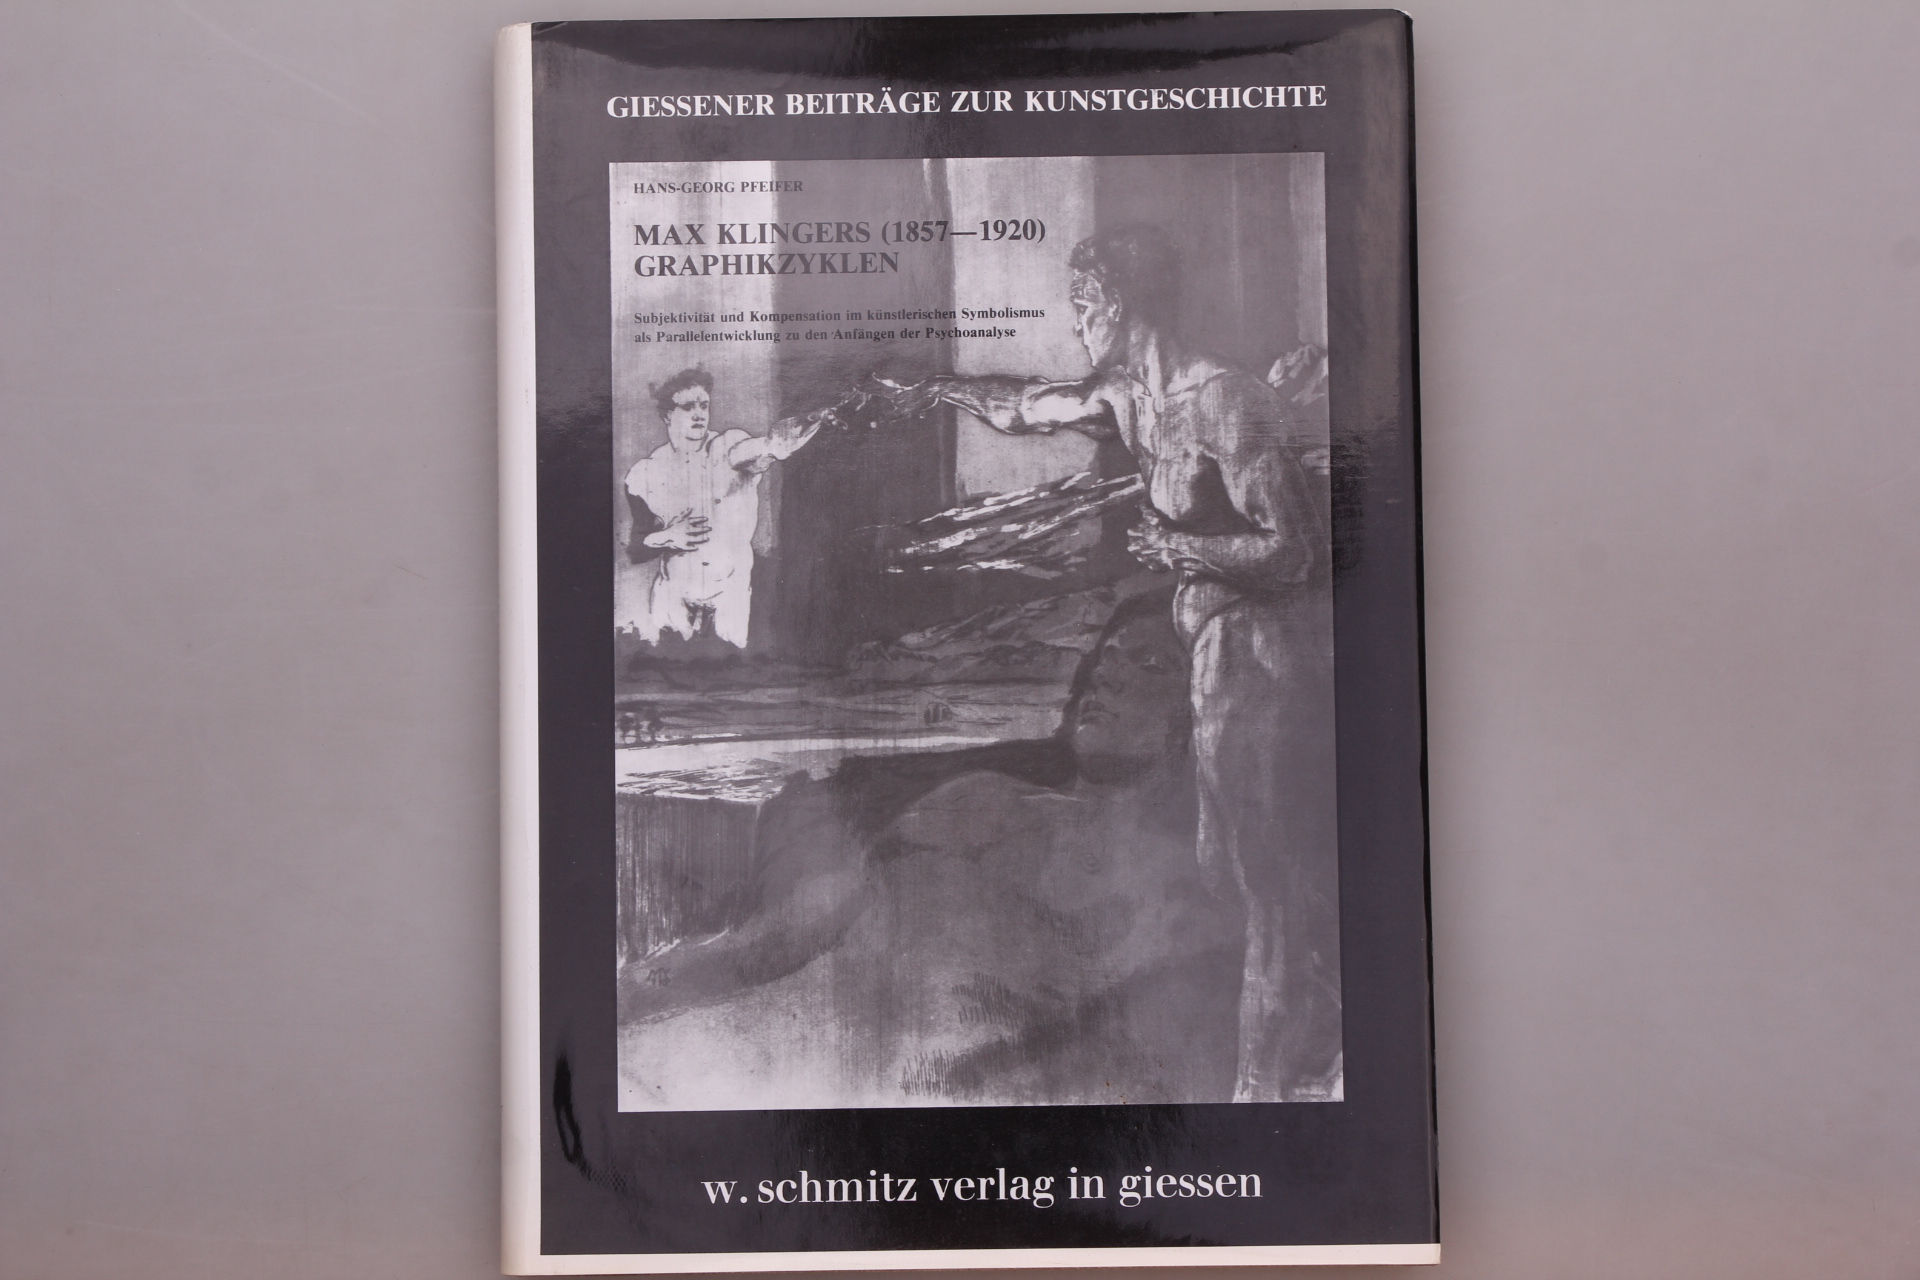 GIESSENER BEITRÄGE ZUR KUNSTGESCHICHTE
HANS-GEORG PFEIFER
MAX KLINGERS (1857—1920)
GRAPHIKZYKLEN
Subjektivität und Kompensation im künstlerischen Symbolismus
als Parallelentwicklung zu den Anfängen der Psychoanalyse
w. schmitz verlag in giessen